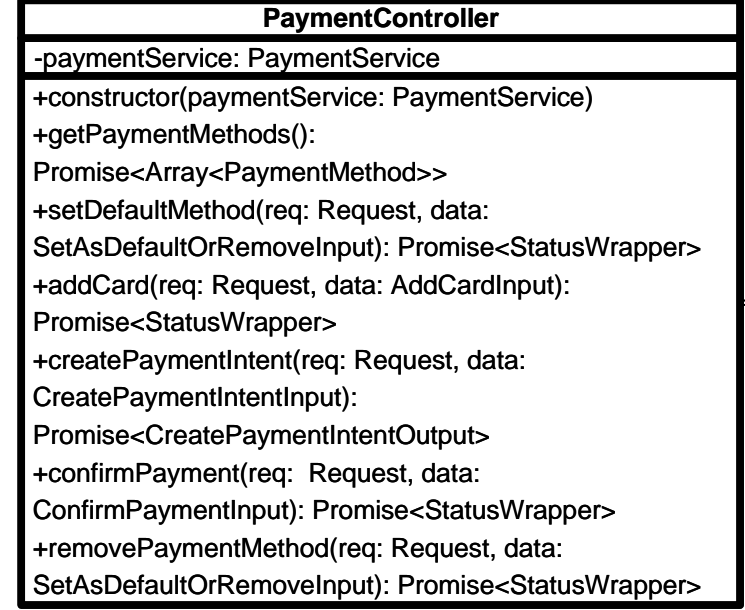 PaymentController
-paymentService: PaymentService
+constructor(paymentService: PaymentService)
+getPaymentMethods():
Promise<Array<PaymentMethod>>
+setDefaultMethod(req: Request, data:
SetAsDefaultOrRemoveInput): Promise<StatusWrapper>
+addCard(req: Request, data: AddCardInput):
Promise<StatusWrapper>
+createPaymentIntent(req: Request, data:
CreatePaymentIntentInput):
Promise<CreatePaymentIntentOutput>
+confirmPayment(req:  Request, data:
ConfirmPaymentInput): Promise<StatusWrapper>
+removePaymentMethod(req: Request, data:
SetAsDefaultOrRemoveInput): Promise<StatusWrapper>